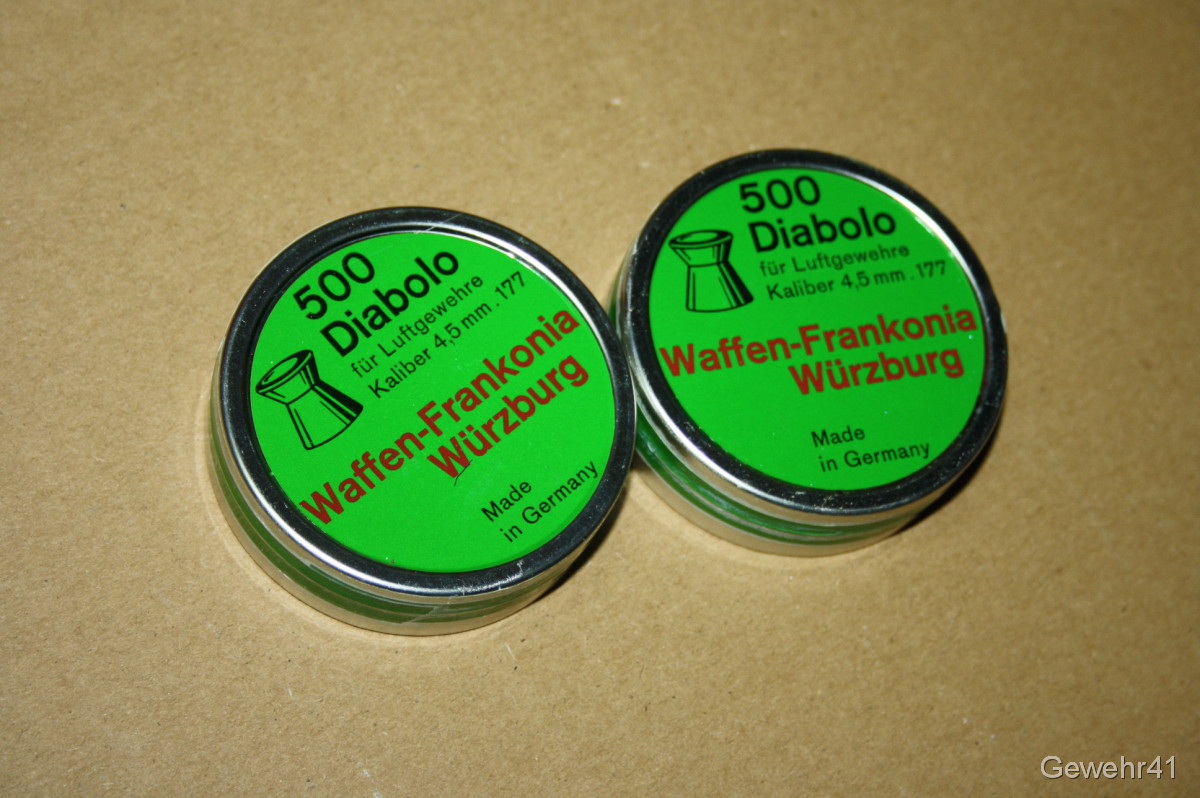 500
Diabolo
für Luftgewehre
Kaliber 4,5 mm .177
Waffen-Frankonia
Würzburg
Made
in Germany
500
Diabolo
für Luftgewehre
Kaliber 4,5 mm .177
Waffen-Frankonia
Würzburg
Made
in Germany
Gewehr41